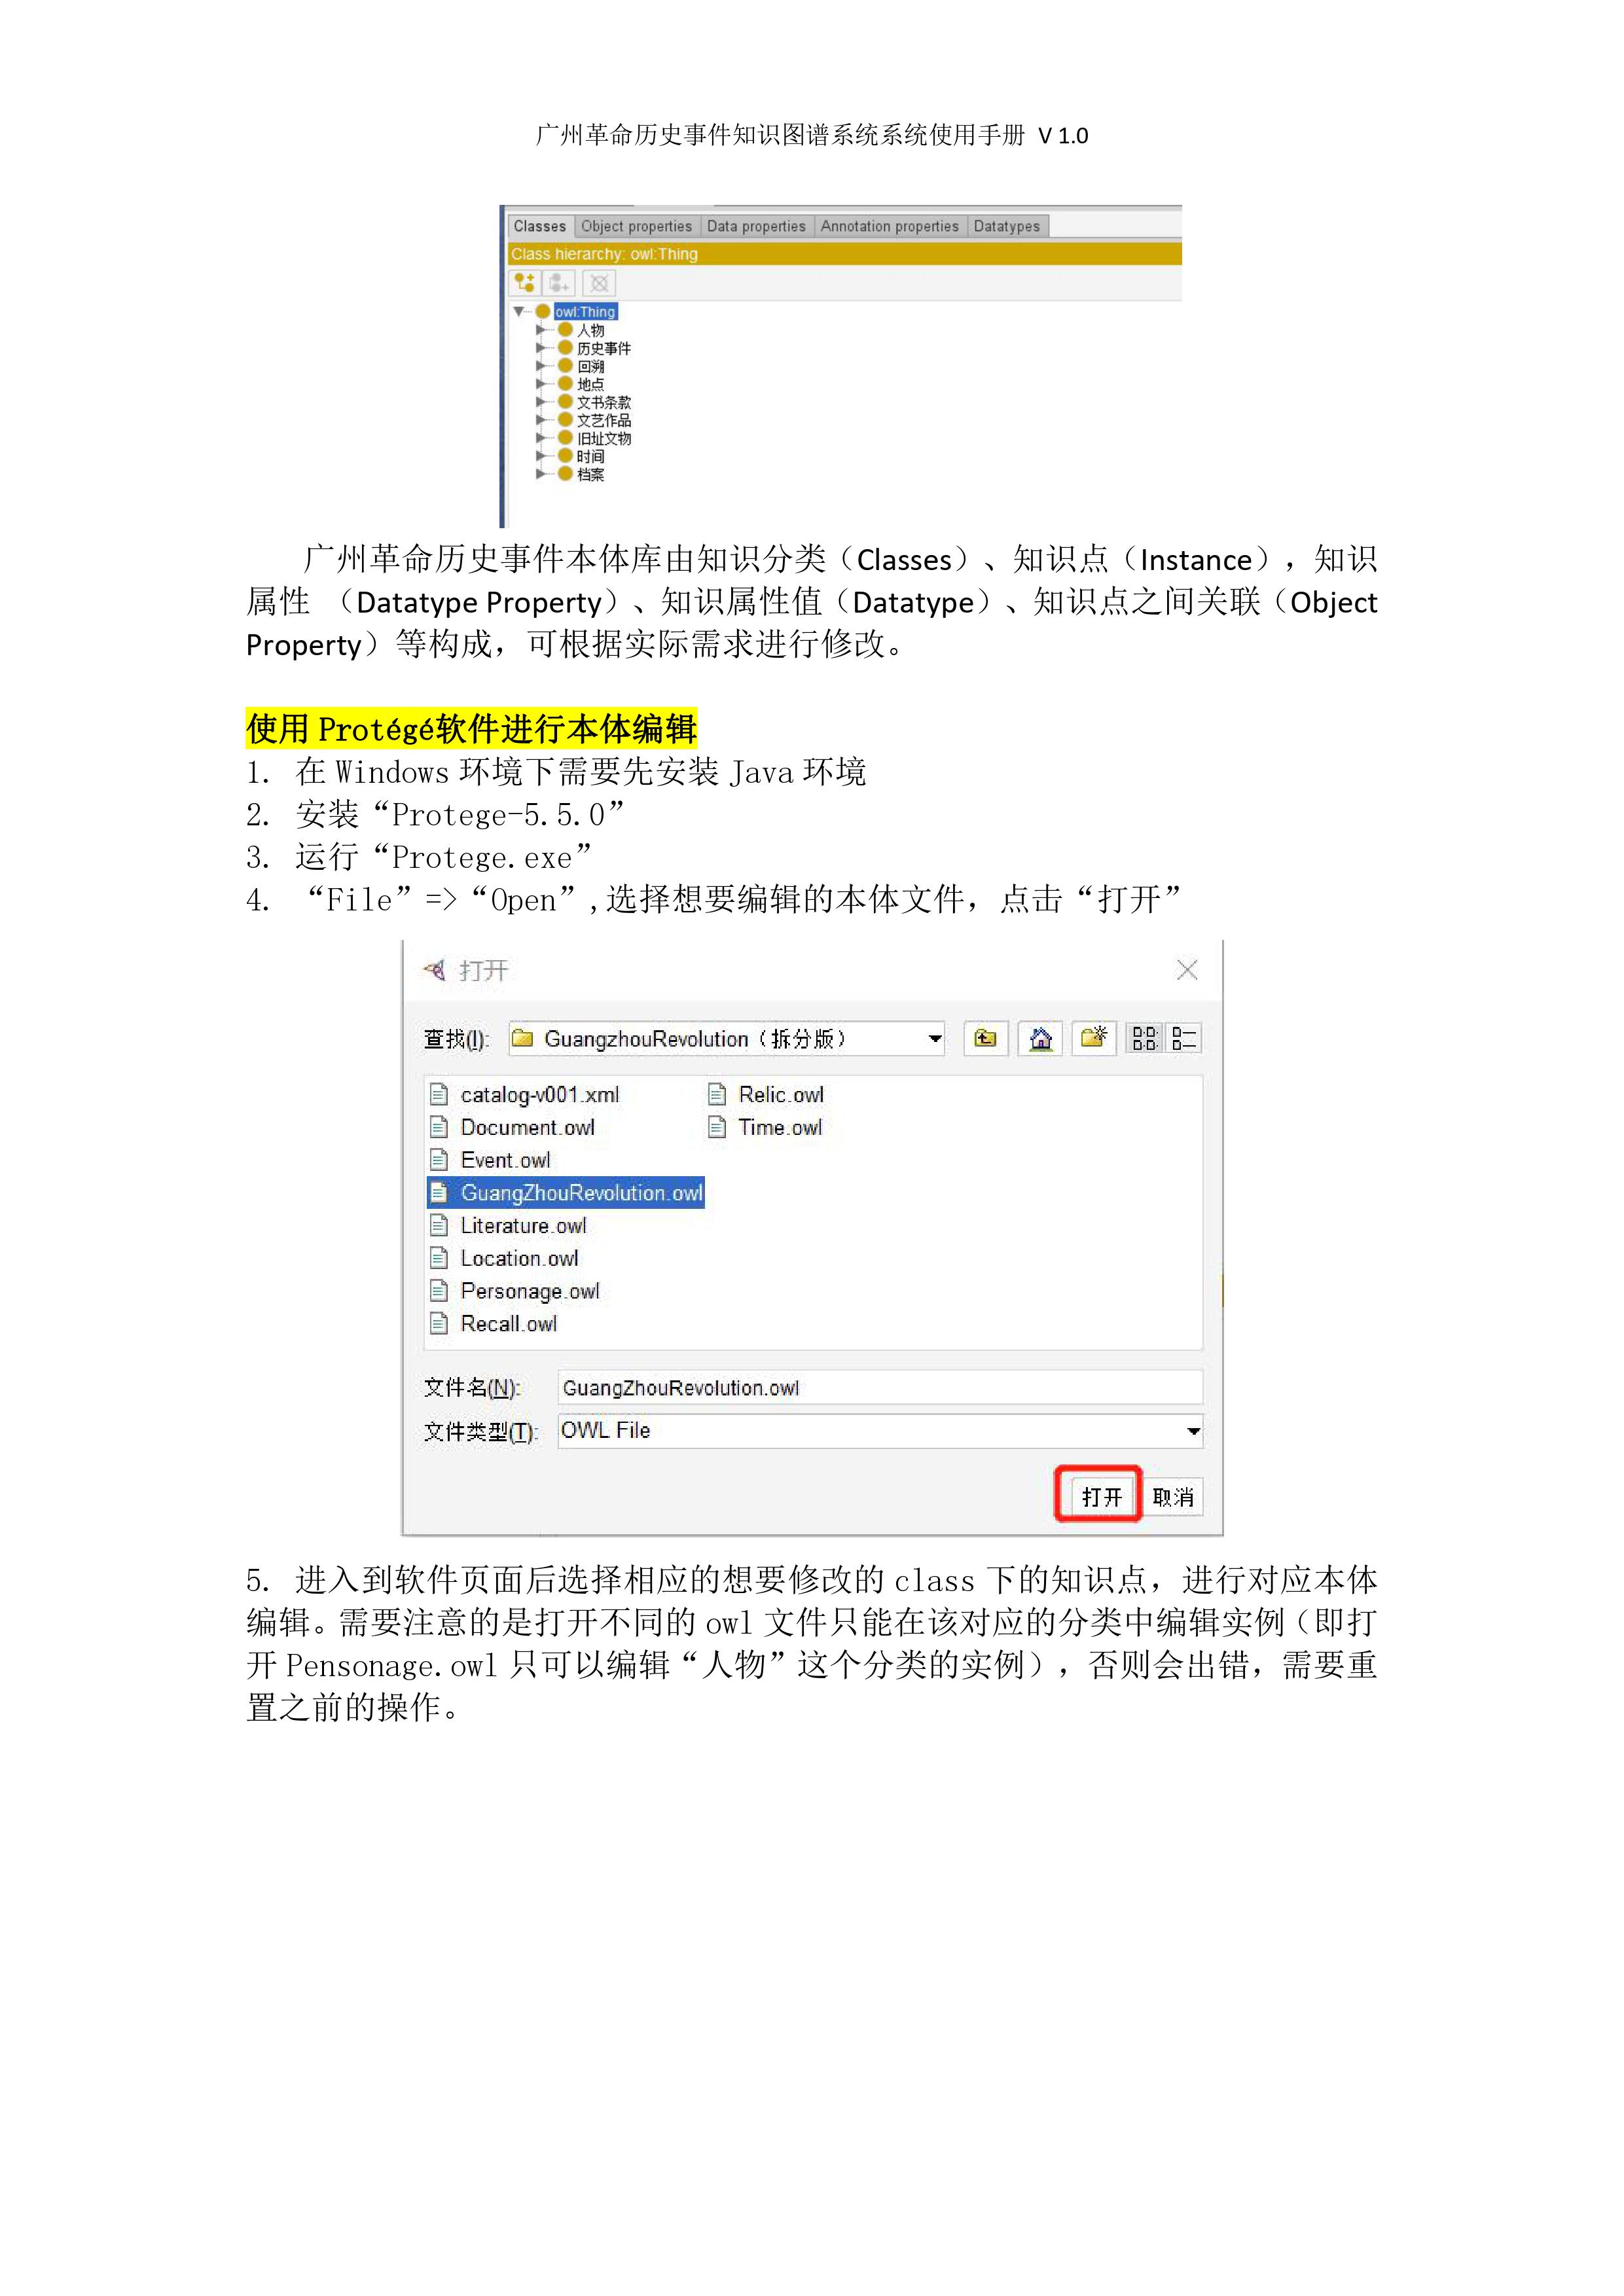 广州革命历史事件知识图谱系统系统使用手册 V 1.0
Classes Object properties Data properties Annotation properties Datatypes
Class hierarchy: owl:Thing
owl:Thing
人物
历史事件
回溯
地点
文书条款
文艺作品
旧址文物
时间
档案
广州革命历史事件本体库由知识分类（Classes）、知识点（Instance），知识
属性 （Datatype Property）、知识属性值（Datatype）、知识点之间关联（Object
Property）等构成，可根据实际需求进行修改。
使用 Protégé软件进行本体编辑
1. 在 Windows 环境下需要先安装 Java 环境
2. 安装“Protege-5.5.0”
3. 运行“Protege.exe”
4. “File”=>“Open”,选择想要编辑的本体文件，点击“打开”
打开
查找(I): GuangzhouRevolution（拆分版）
catalog-v001.xml Relic.owl
Document.owl Time.owl
Event.owl
GuangZhouRevolution.owl
Literature.owl
Location.owl
Personage.owl
Recall.owl
文件名(N): GuangZhouRevolution.owl
文件类型(T): OWL File
打开 取消
5. 进入到软件页面后选择相应的想要修改的 class 下的知识点，进行对应本体
编辑。需要注意的是打开不同的 owl 文件只能在该对应的分类中编辑实例（即打
开 Pensonage.owl 只可以编辑“人物”这个分类的实例），否则会出错，需要重
置之前的操作。